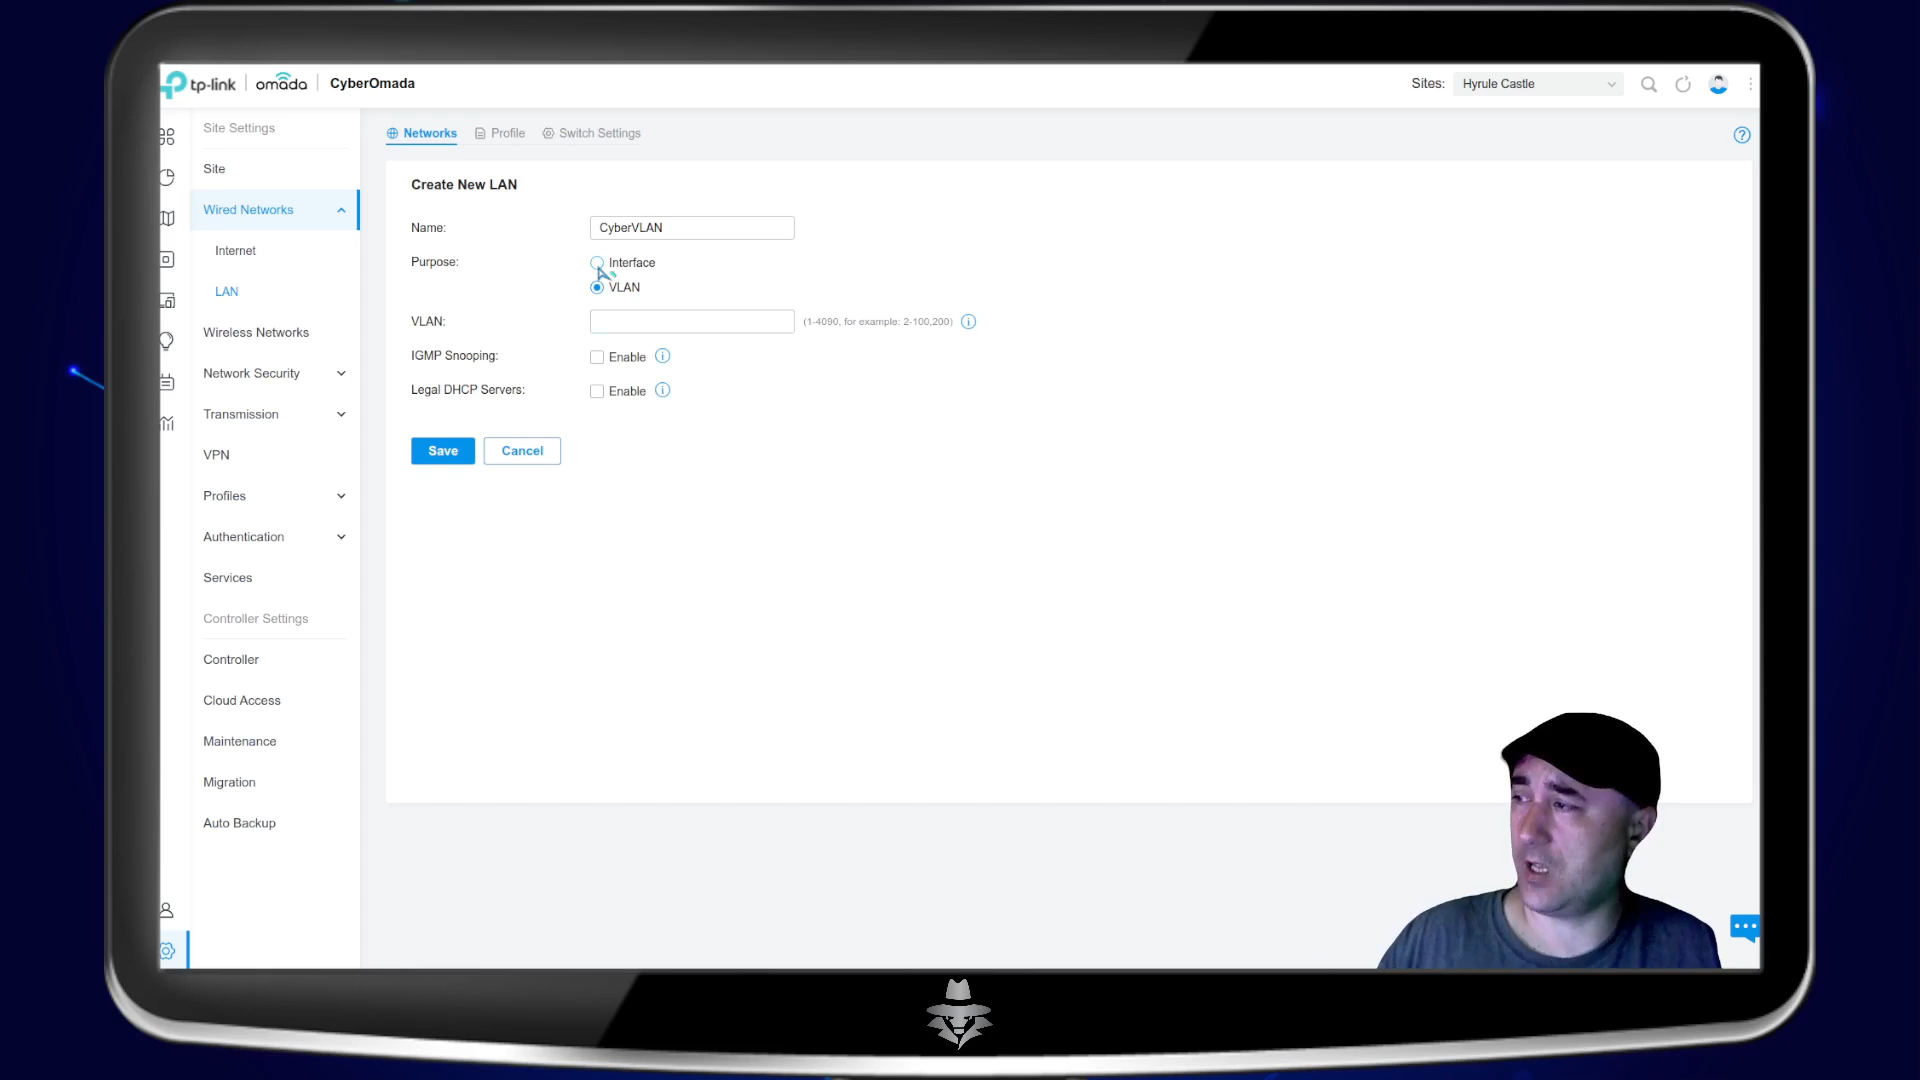 tp-link omada CyberOmada
Sites: Hyrule Castle
Site Settings
Site
Wired Networks
Internet
LAN
Wireless Networks
Network Security
Transmission
VPN
Profiles
Authentication
Services
Controller Settings
Controller
Cloud Access
Maintenance
Migration
Auto Backup
Networks Profile Switch Settings
Create New LAN
Name: CyberVLAN
Purpose: Interface
VLAN
VLAN: (1-4090, for example: 2-100,200)
IGMP Snooping: Enable
Legal DHCP Servers: Enable
Save Cancel